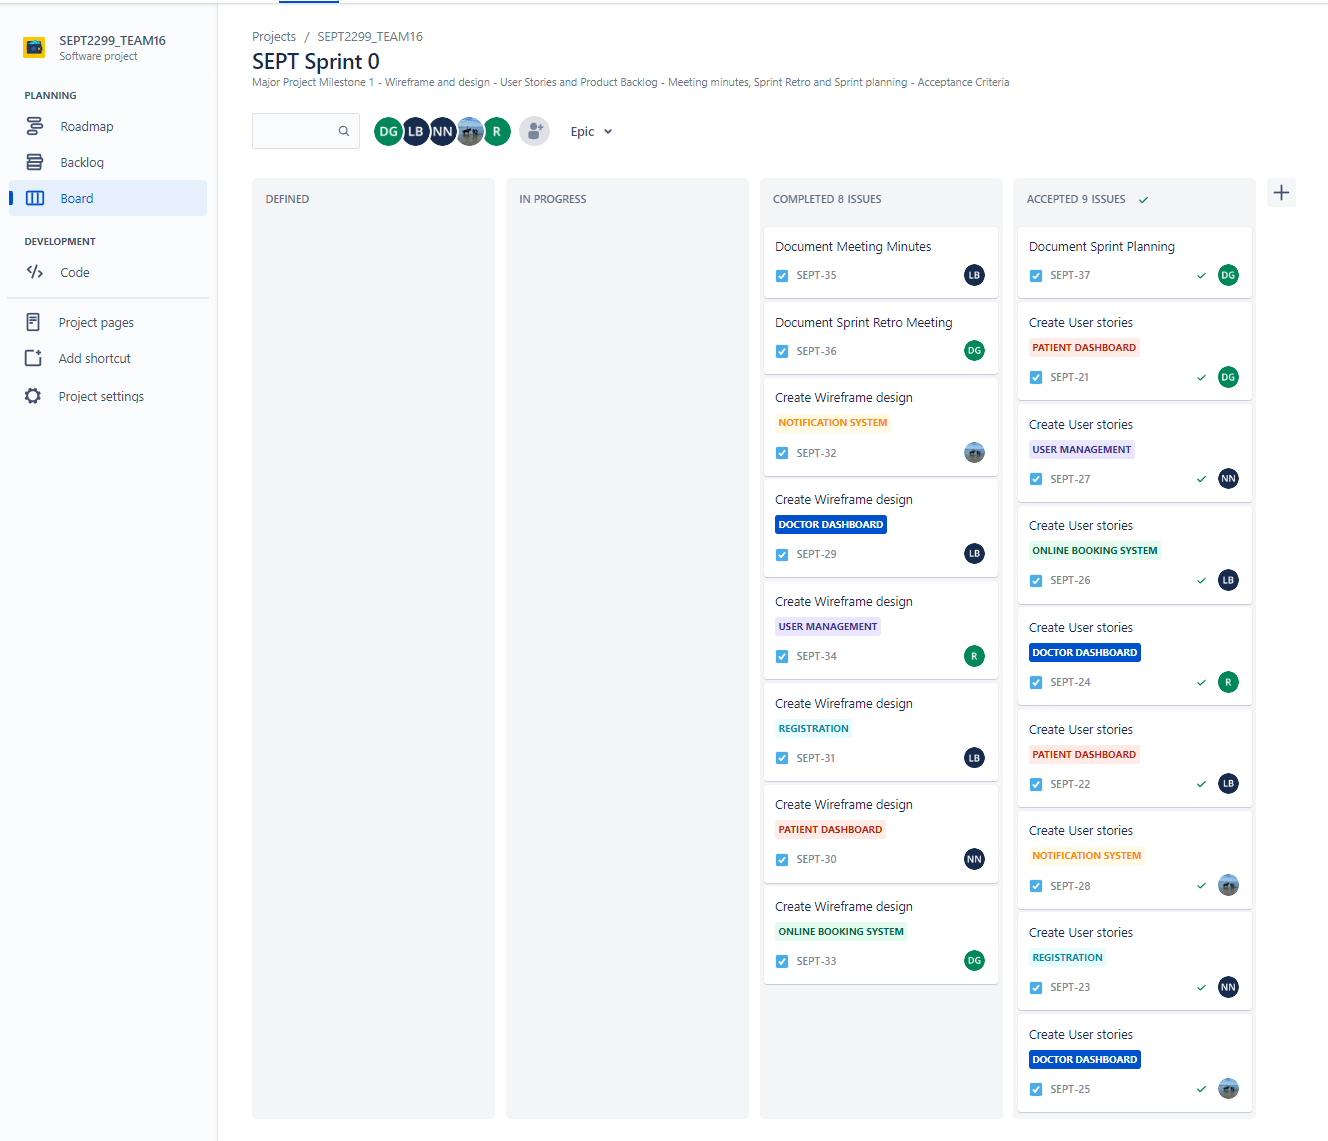 SEPT2299_TEAM16
Software project
PLANNING
Roadmap
Backlog
Board
DEVELOPMENT
Code
Project pages
Add shortcut
Project settings
Projects / SEPT2299_TEAM16
SEPT Sprint 0
Major Project Milestone 1 - Wireframe and design - User Stories and Product Backlog - Meeting minutes, Sprint Retro and Sprint planning - Acceptance Criteria
DG LB NN R Epic
DEFINED
IN PROGRESS
COMPLETED 8 ISSUES
Document Meeting Minutes
SEPT-35 LB
Document Sprint Retro Meeting
SEPT-36 DG
Create Wireframe design
NOTIFICATION SYSTEM
SEPT-32
Create Wireframe design
DOCTOR DASHBOARD
SEPT-29 LB
Create Wireframe design
USER MANAGEMENT
SEPT-34 R
Create Wireframe design
REGISTRATION
SEPT-31 LB
Create Wireframe design
PATIENT DASHBOARD
SEPT-30 NN
Create Wireframe design
ONLINE BOOKING SYSTEM
SEPT-33 DG
ACCEPTED 9 ISSUES
Document Sprint Planning
SEPT-37 DG
Create User stories
PATIENT DASHBOARD
SEPT-21 DG
Create User stories
USER MANAGEMENT
SEPT-27 NN
Create User stories
ONLINE BOOKING SYSTEM
SEPT-26 LB
Create User stories
DOCTOR DASHBOARD
SEPT-24 R
Create User stories
PATIENT DASHBOARD
SEPT-22 LB
Create User stories
NOTIFICATION SYSTEM
SEPT-28
Create User stories
REGISTRATION
SEPT-23 NN
Create User stories
DOCTOR DASHBOARD
SEPT-25